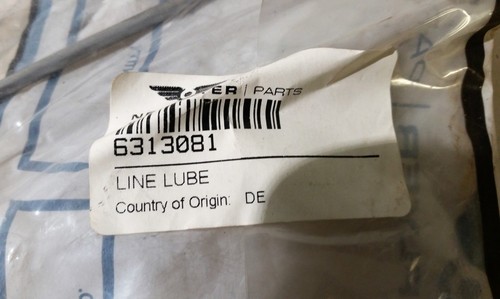 PARTS
6313081
LINE LUBE
Country of Origin: DE